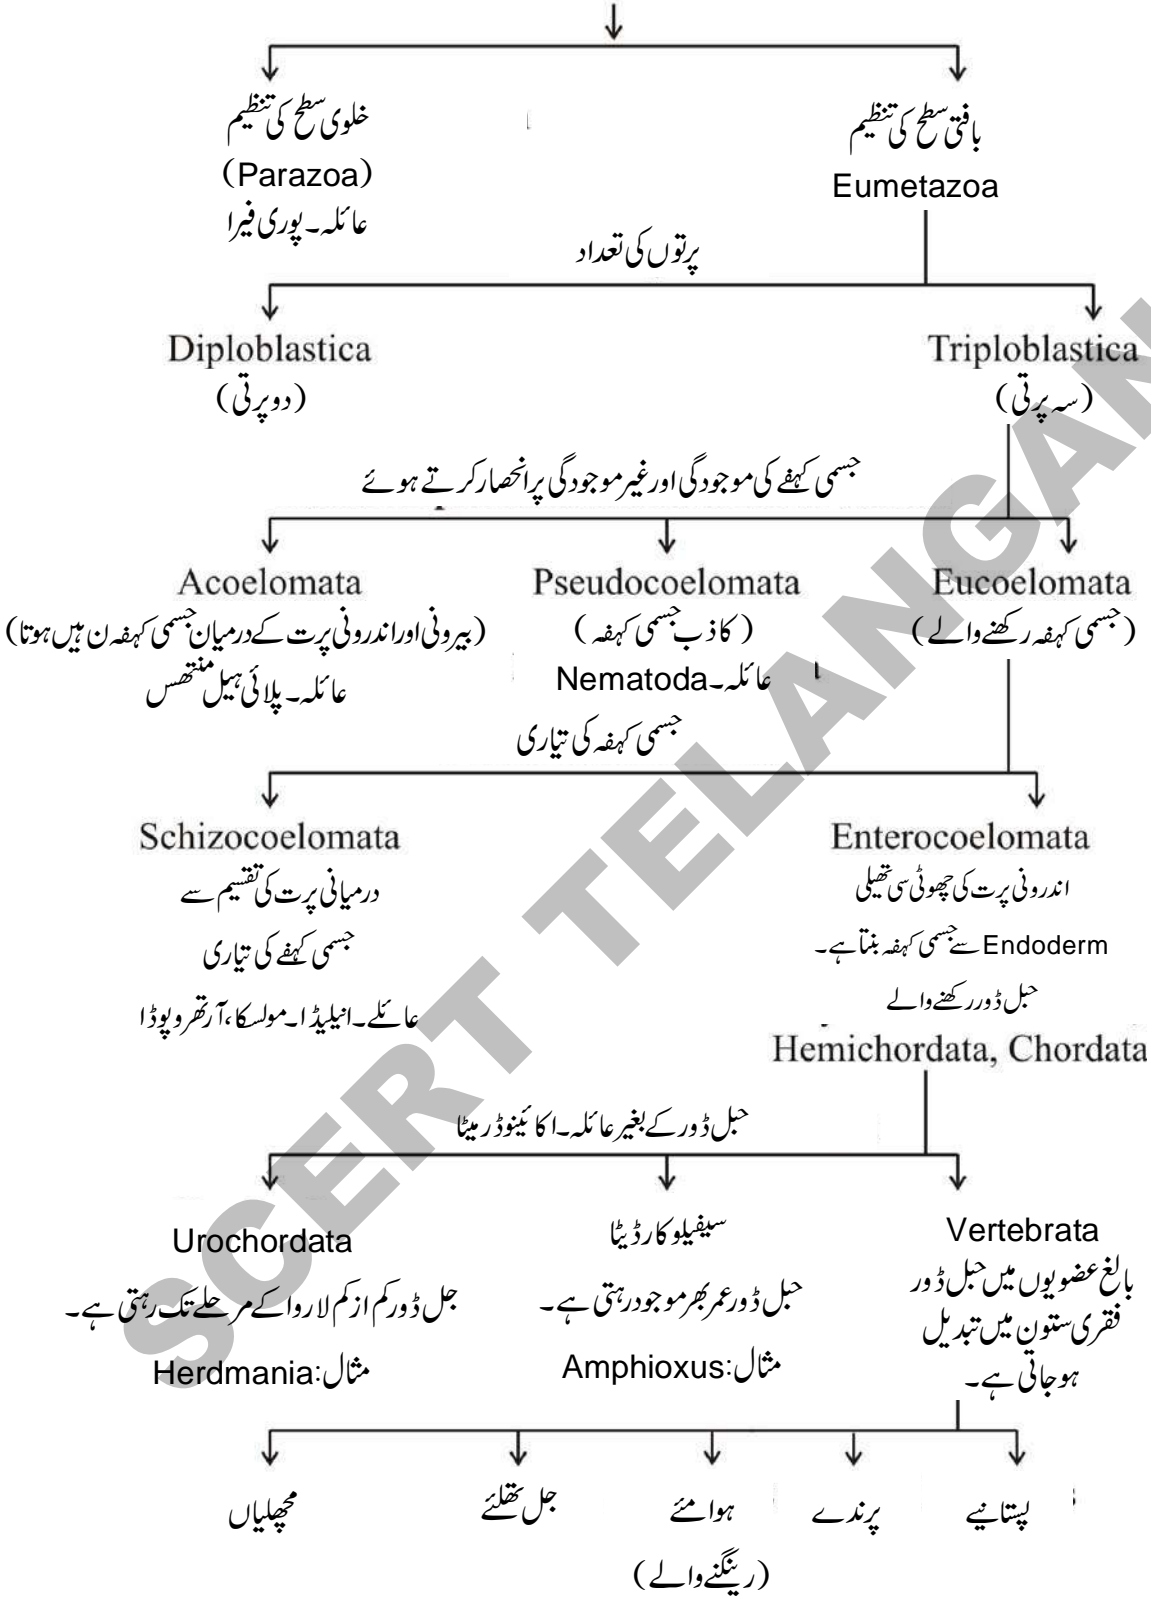 خلوی سطح کی تنظیم
(Parazoa)
عائلہ۔ پوری فیرا
بافتی سطح کی تنظیم
Eumetazoa
پرتوں کی تعداد
Diploblastica
(دو پرتی)
Triploblastica
(سہ پرتی)
جسمی کہفے کی موجودگی اور غیر موجودگی پر انحصار کرتے ہوئے
Acoelomata
(بیرونی اور اندرونی پرت کے درمیان جسمی کہفہ ن ہیں ہوتا)
عائلہ۔ پلاٹی ہیل منتھس
Pseudocoelomata
(کاذب جسمی کہفہ)
عائلہ۔Nematoda
Eucoelomata
(جسمی کہفہ رکھنے والے)
جسمی کہفہ کی تیاری
Schizocoelomata
درمیانی پرت کی تقسیم سے
جسمی کہفے کی تیاری
عائلے۔انیلیڈا۔مولسکا،آرتھروپوڈا
Enterocoelomata
اندرونی پرت کی چھوٹی سی تھیلی
Endoderm سے جسمی کہفہ بنتا ہے۔
حبل ڈور رکھنے والے
Hemichordata, Chordata
حبل ڈور کے بغیر عائلہ۔اکائینوڈرمیٹا
Urochordata
جل ڈور کم از کم لاروا کے مرحلے تک رہتی ہے۔
مثال:Herdmania
سیفیلو کارڈیٹا
حبل ڈور عمر بھر موجود رہتی ہے۔
مثال:Amphioxus
Vertebrata
بالغ عضویوں میں حبل ڈور
فقری ستون میں تبدیل
ہو جاتی ہے۔
مچھلیاں
جل تھلئے
ہوامئے
(رینگنے والے)
پرندے
پستانیے
SCERT TELANGAN